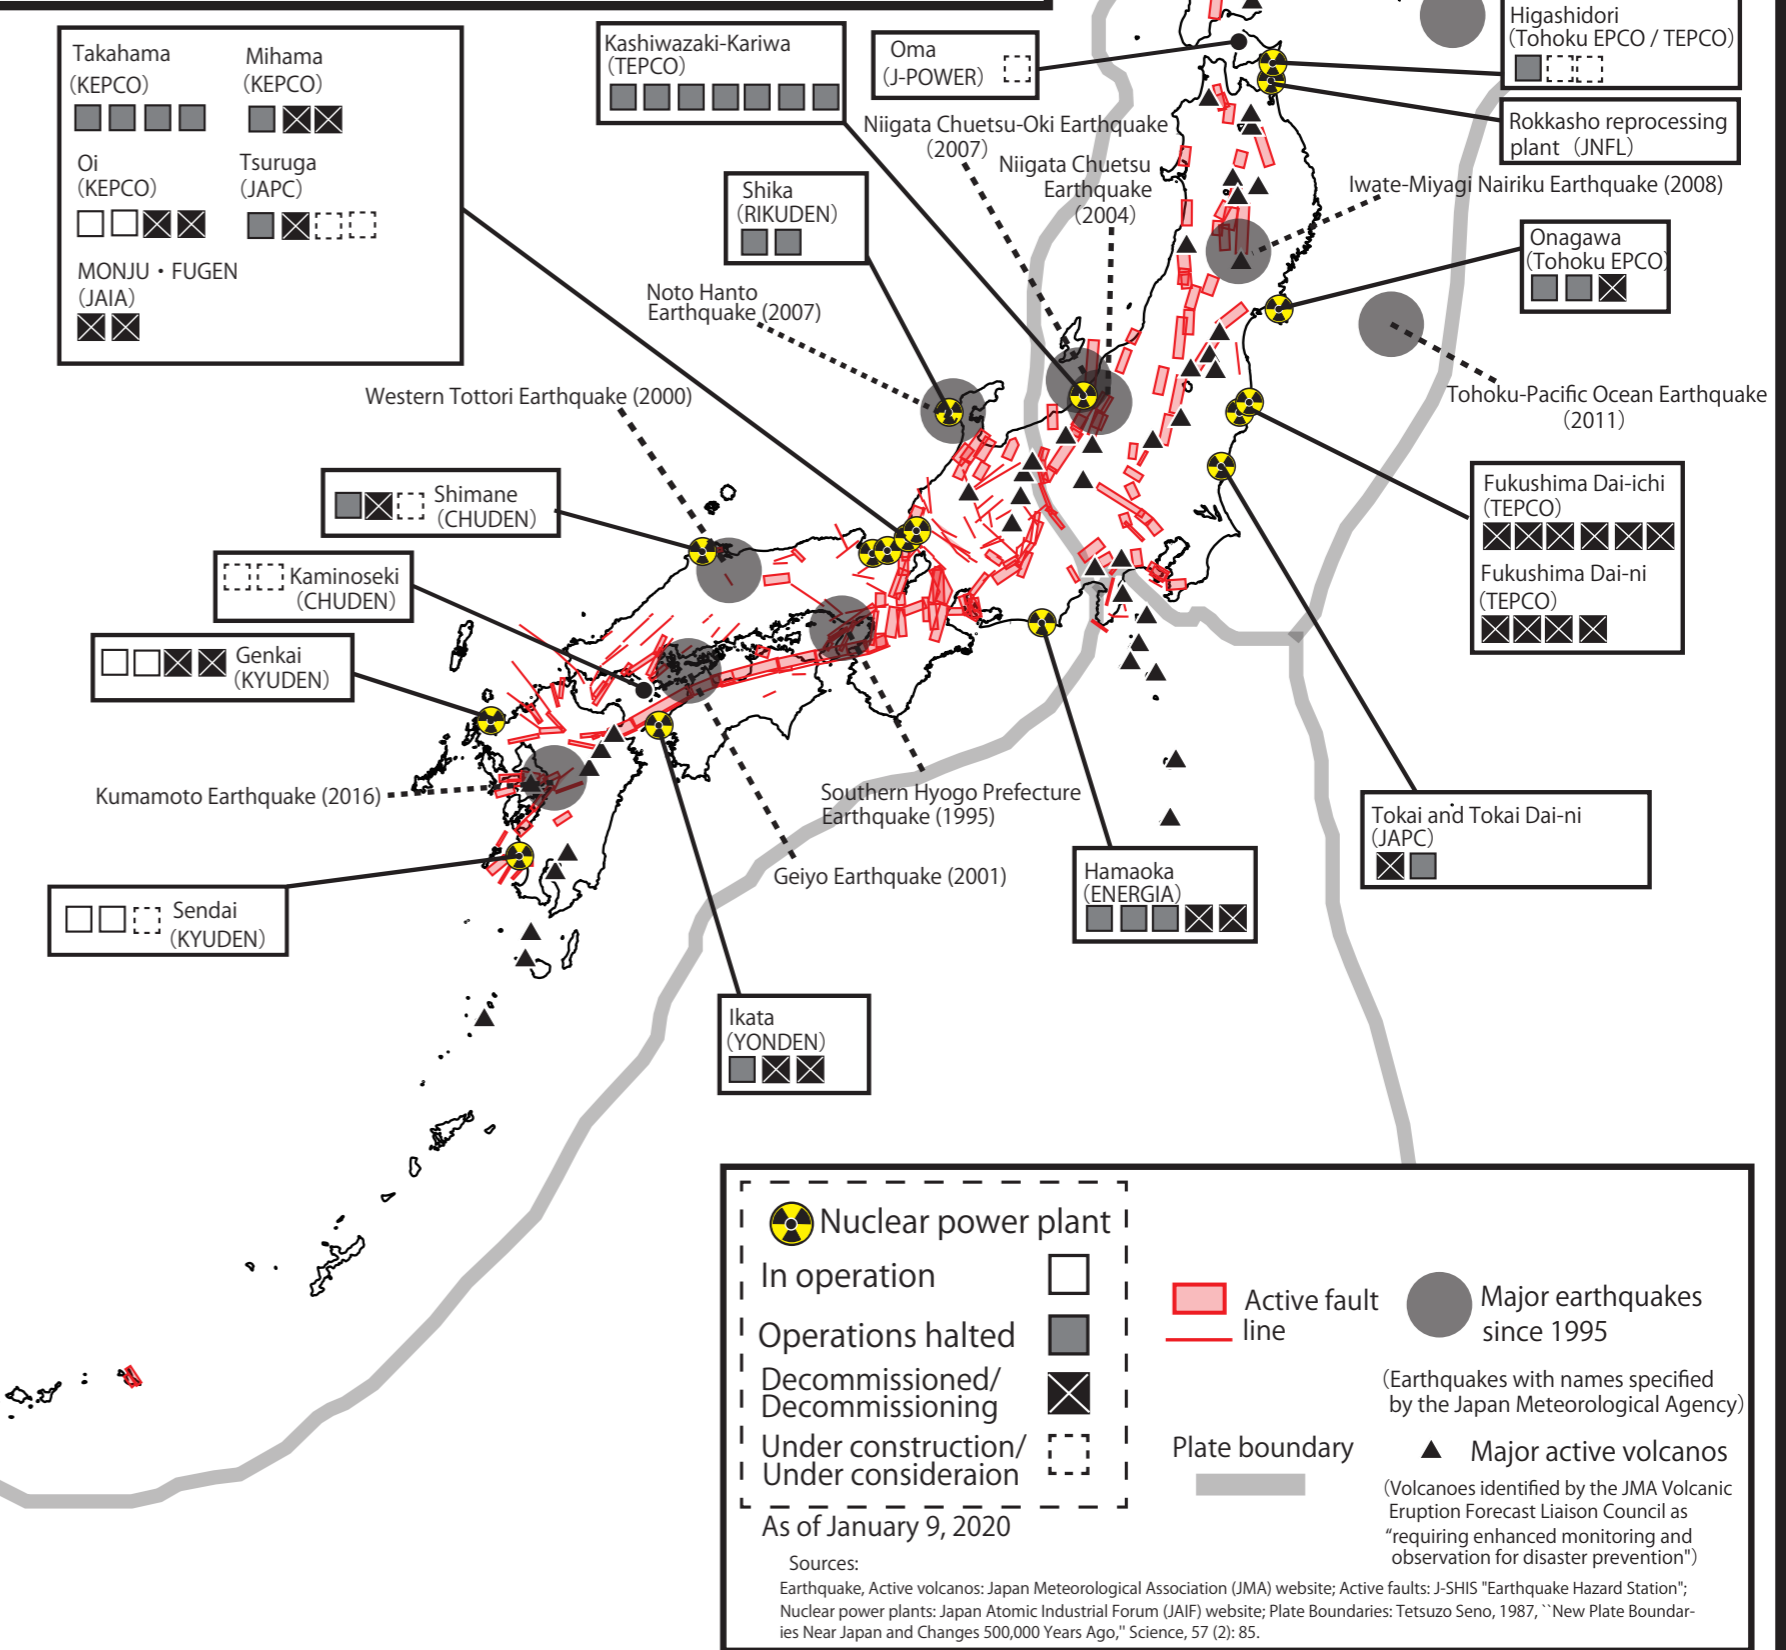 Takahama
(KEPCO)
Mihama
(KEPCO)
Oi
(KEPCO)
Tsuruga
(JAPC)
MONJU・FUGEN
(JAIA)
Kashiwazaki-Kariwa
(TEPCO)
Oma
(J-POWER)
Higashidori
(Tohoku EPCO / TEPCO)
Rokkasho reprocessing
plant (JNFL)
Niigata Chuetsu-Oki Earthquake
(2007)
Niigata Chuetsu
Earthquake
(2004)
Iwate-Miyagi Nairiku Earthquake (2008)
Shika
(RIKUDEN)
Onagawa
(Tohoku EPCO)
Noto Hanto
Earthquake (2007)
Western Tottori Earthquake (2000)
Tohoku-Pacific Ocean Earthquake
(2011)
Shimane
(CHUDEN)
Fukushima Dai-ichi
(TEPCO)
Fukushima Dai-ni
(TEPCO)
Kaminoseki
(CHUDEN)
Genkai
(KYUDEN)
Kumamoto Earthquake (2016)
Southern Hyogo Prefecture
Earthquake (1995)
Geiyo Earthquake (2001)
Tokai and Tokai Dai-ni
(JAPC)
Hamaoka
(ENERGIA)
Sendai
(KYUDEN)
Ikata
(YONDEN)
Nuclear power plant
In operation
Operations halted
Decommissioned/
Decommissioning
Under construction/
Under consideraion
As of January 9, 2020
Active fault
line
Major earthquakes
since 1995
(Earthquakes with names specified
by the Japan Meteorological Agency)
Plate boundary
Major active volcanos
(Volcanoes identified by the JMA Volcanic
Eruption Forecast Liaison Council as
“requiring enhanced monitoring and
observation for disaster prevention")
Sources:
Earthquake, Active volcanos: Japan Meteorological Association (JMA) website; Active faults: J-SHIS "Earthquake Hazard Station";
Nuclear power plants: Japan Atomic Industrial Forum (JAIF) website; Plate Boundaries: Tetsuzo Seno, 1987, ``New Plate Boundar-
ies Near Japan and Changes 500,000 Years Ago," Science, 57 (2): 85.